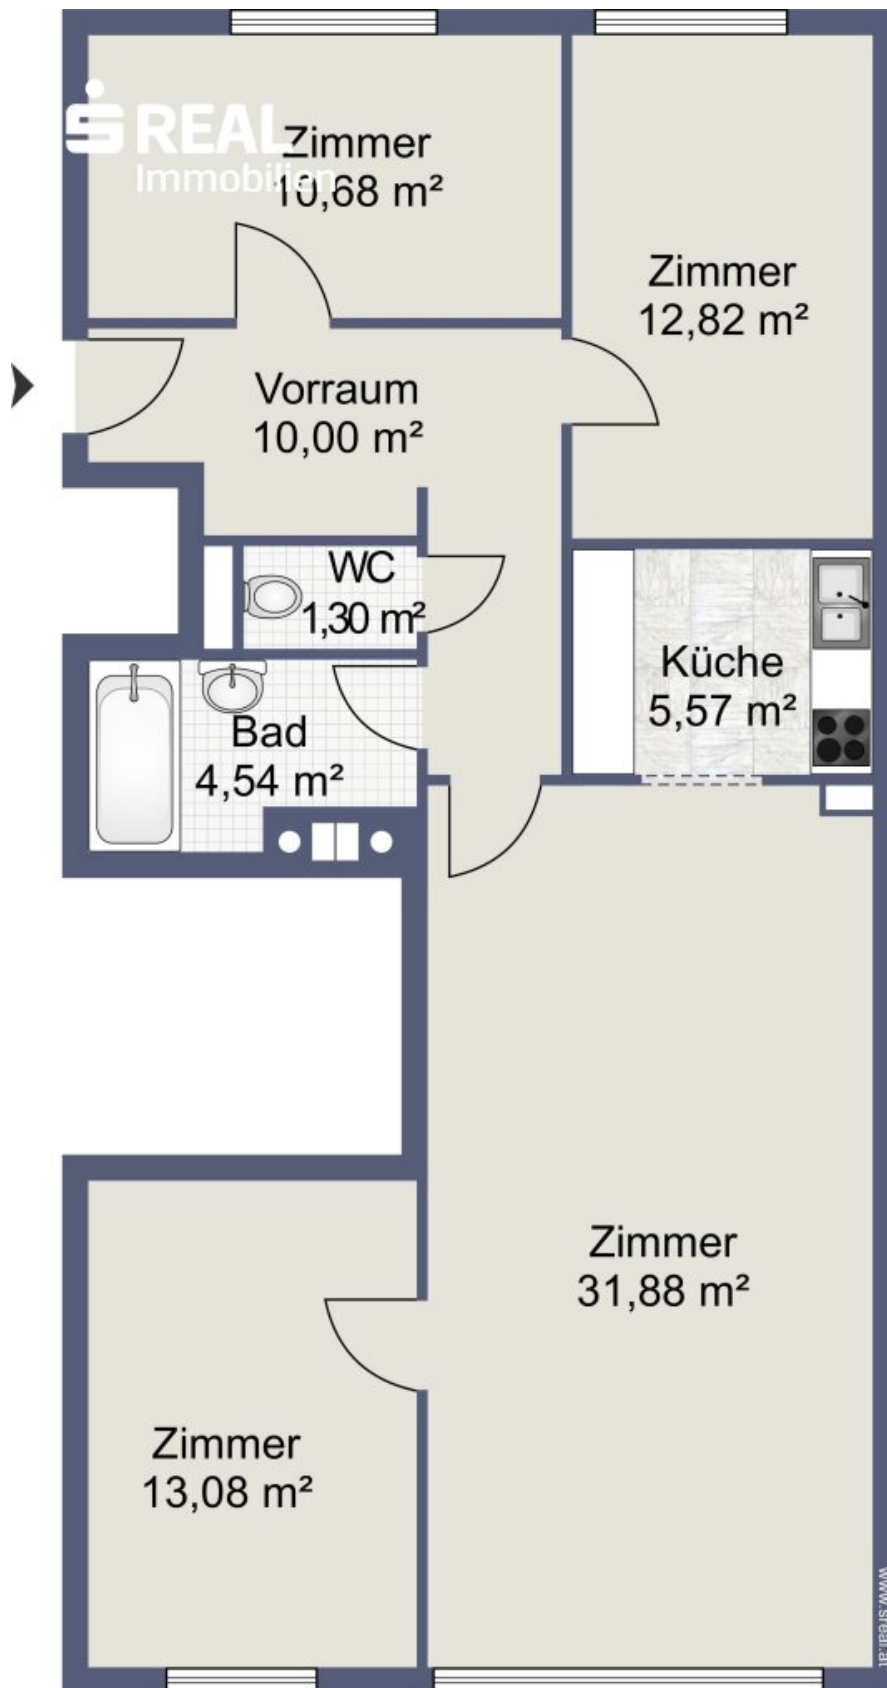 S REAL
Immobilien
Zimmer
10,68 m²
Zimmer
12,82 m²
Vorraum
10,00 m²
WC
1,30 m²
Küche
5,57 m²
Bad
4,54 m²
Zimmer
31,88 m²
Zimmer
13,08 m²
www.sreal.at